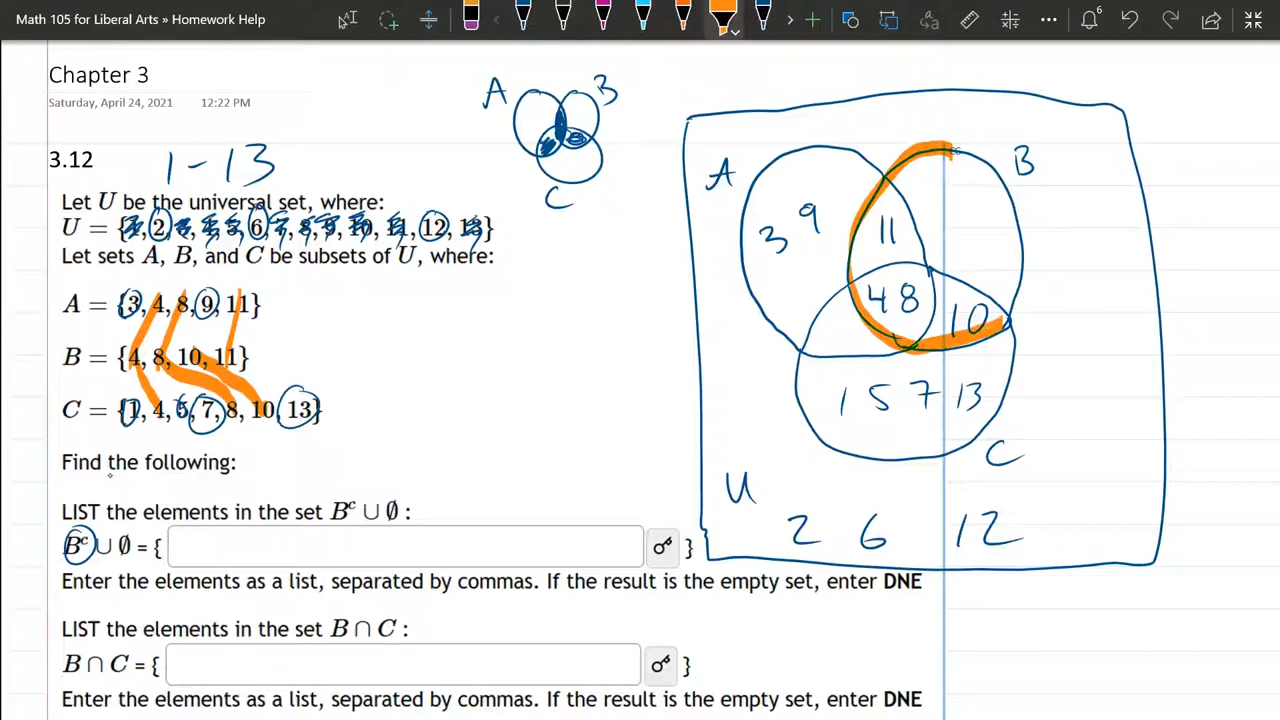 Math 105 for Liberal Arts » Homework Help
6
Chapter 3
Saturday, April 24, 2021 12:22 PM
A B
C
3.12 1 - 13
Let U be the universal set, where:
U = {1, 2, 3, 4, 5, 6, 7, 8, 9, 10, 11, 12, 13}
Let sets A, B, and C be subsets of U, where:
A = {3, 4, 8, 9, 11}
B = {4, 8, 10, 11}
C = {1, 4, 5, 7, 8, 10, 13}
Find the following:
LIST the elements in the set Bᶜ ∪ ∅ :
Bᶜ ∪ ∅ = { }
Enter the elements as a list, separated by commas. If the result is the empty set, enter DNE
LIST the elements in the set B ∩ C :
B ∩ C = { }
Enter the elements as a list, separated by commas. If the result is the empty set, enter DNE
A B
3 9 11
4 8 10
1 5 7 13
C
U
2 6 12